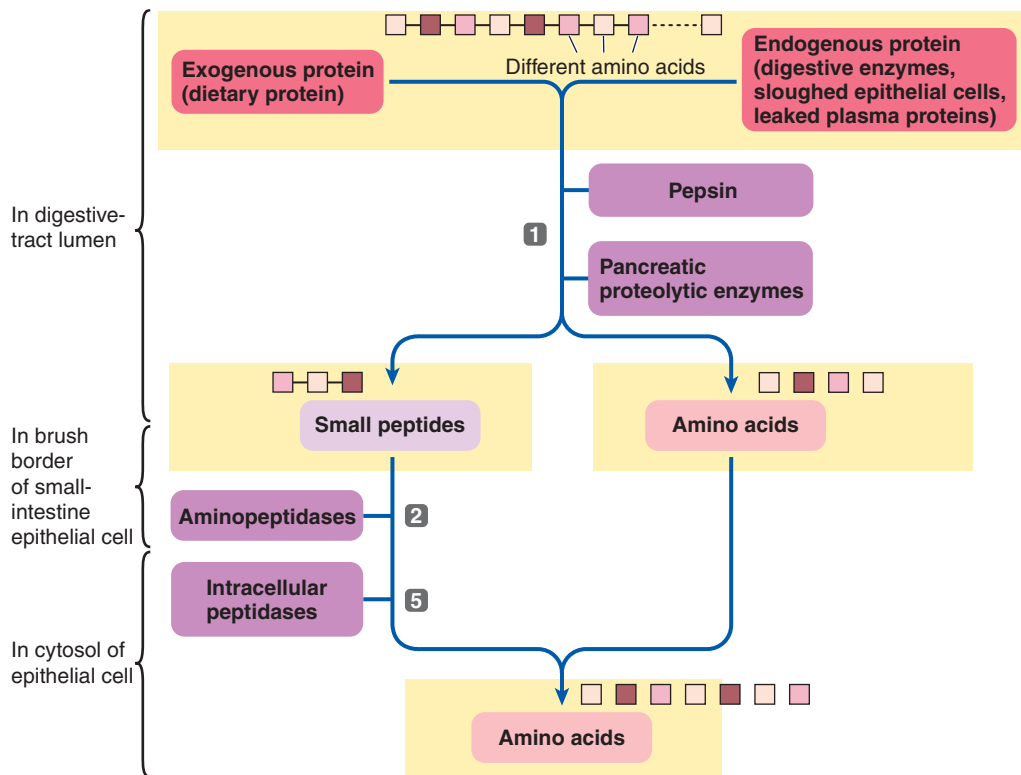 Exogenous protein
(dietary protein)
Different amino acids
Endogenous protein
(digestive enzymes,
sloughed epithelial cells,
leaked plasma proteins)
In digestive-
tract lumen
Pepsin
1
Pancreatic
proteolytic enzymes
Small peptides
Amino acids
In brush
border
of small-
intestine
epithelial cell
Aminopeptidases
2
Intracellular
peptidases
5
In cytosol of
epithelial cell
Amino acids